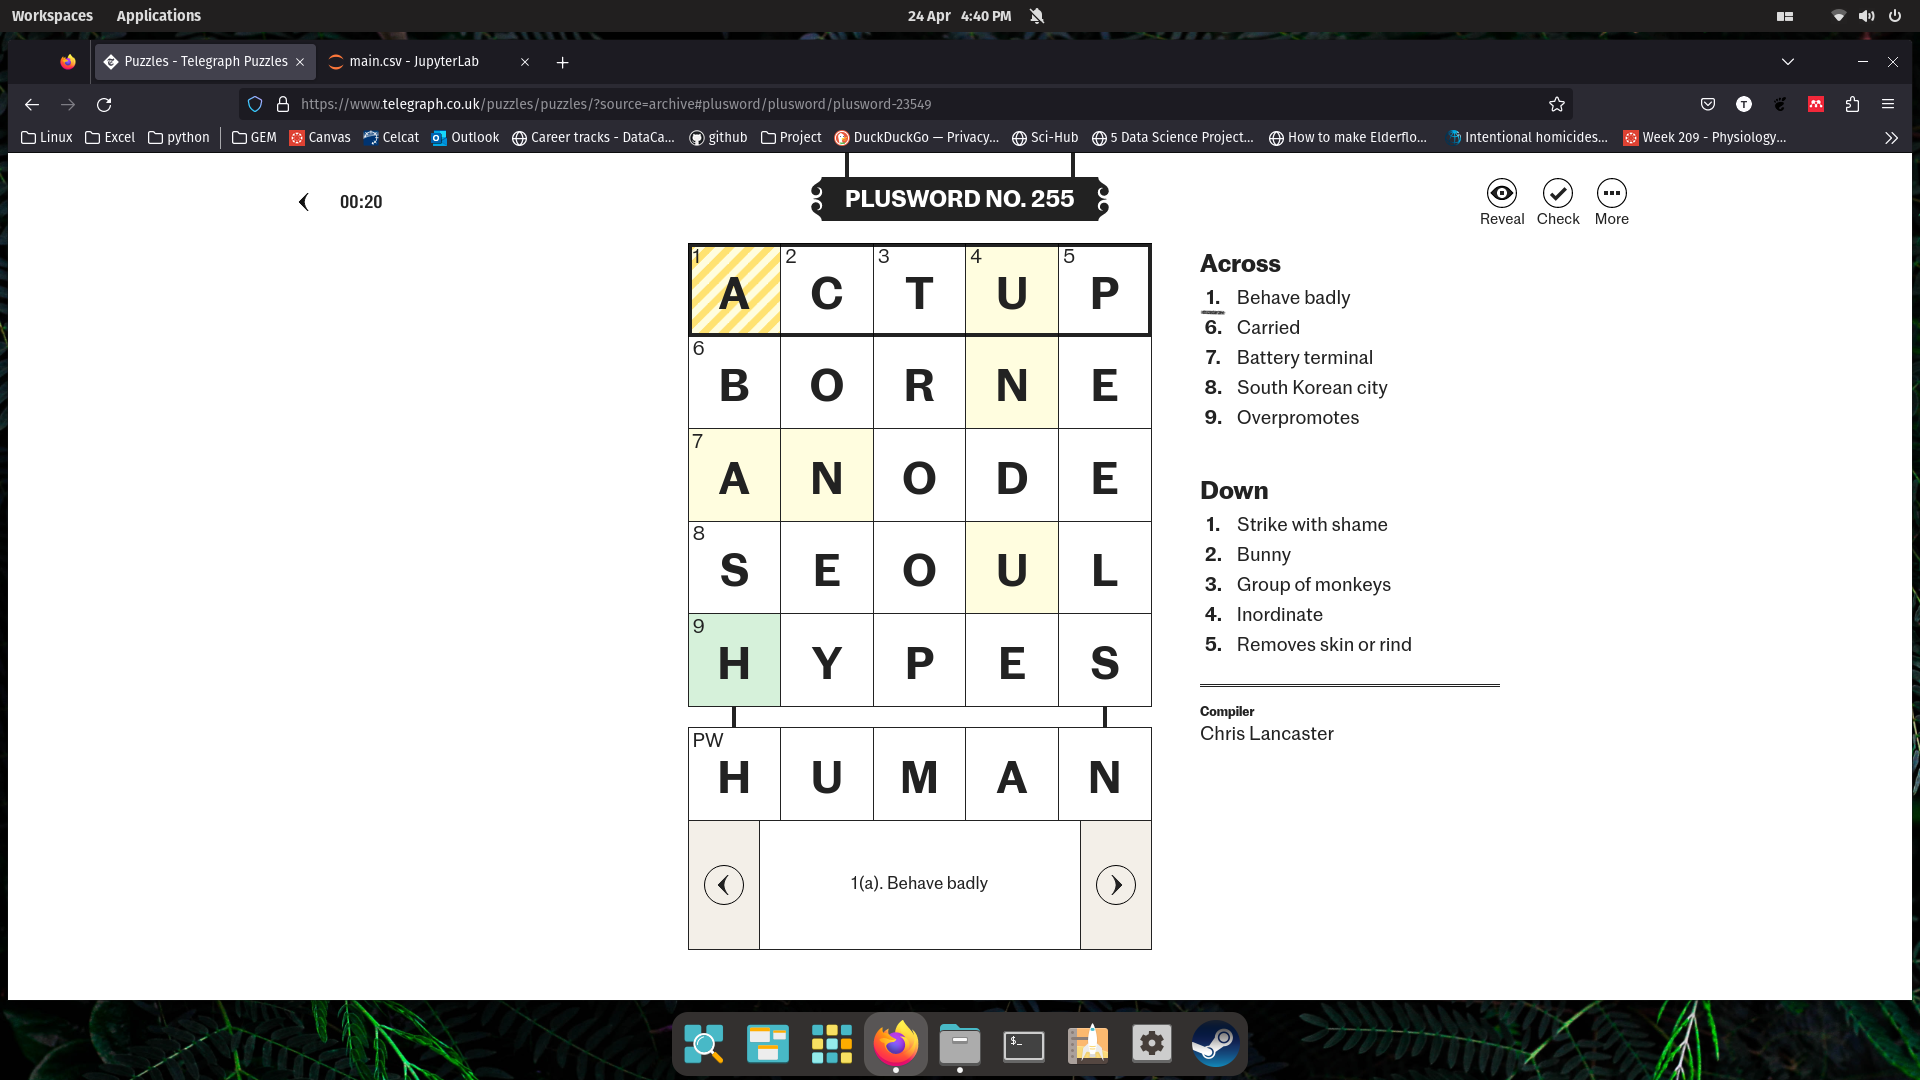 Workspaces Applications 24 Apr 4:40 PM
Puzzles - Telegraph Puzzles main.csv - JupyterLab
https://www.telegraph.co.uk/puzzles/puzzles/?source=archive#plusword/plusword/plusword-23549
Linux Excel python GEM Canvas Celcat Outlook Career tracks - DataCa... github Project DuckDuckGo — Privacy... Sci-Hub 5 Data Science Project... How to make Elderflo... Intentional homicides... Week 209 - Physiology...
00:20
PLUSWORD NO. 255
Reveal Check More
1 2 3 4 5
A C T U P
6
B O R N E
7
A N O D E
8
S E O U L
9
H Y P E S
PW
H U M A N
1(a). Behave badly
Across
1. Behave badly
6. Carried
7. Battery terminal
8. South Korean city
9. Overpromotes
Down
1. Strike with shame
2. Bunny
3. Group of monkeys
4. Inordinate
5. Removes skin or rind
Compiler
Chris Lancaster